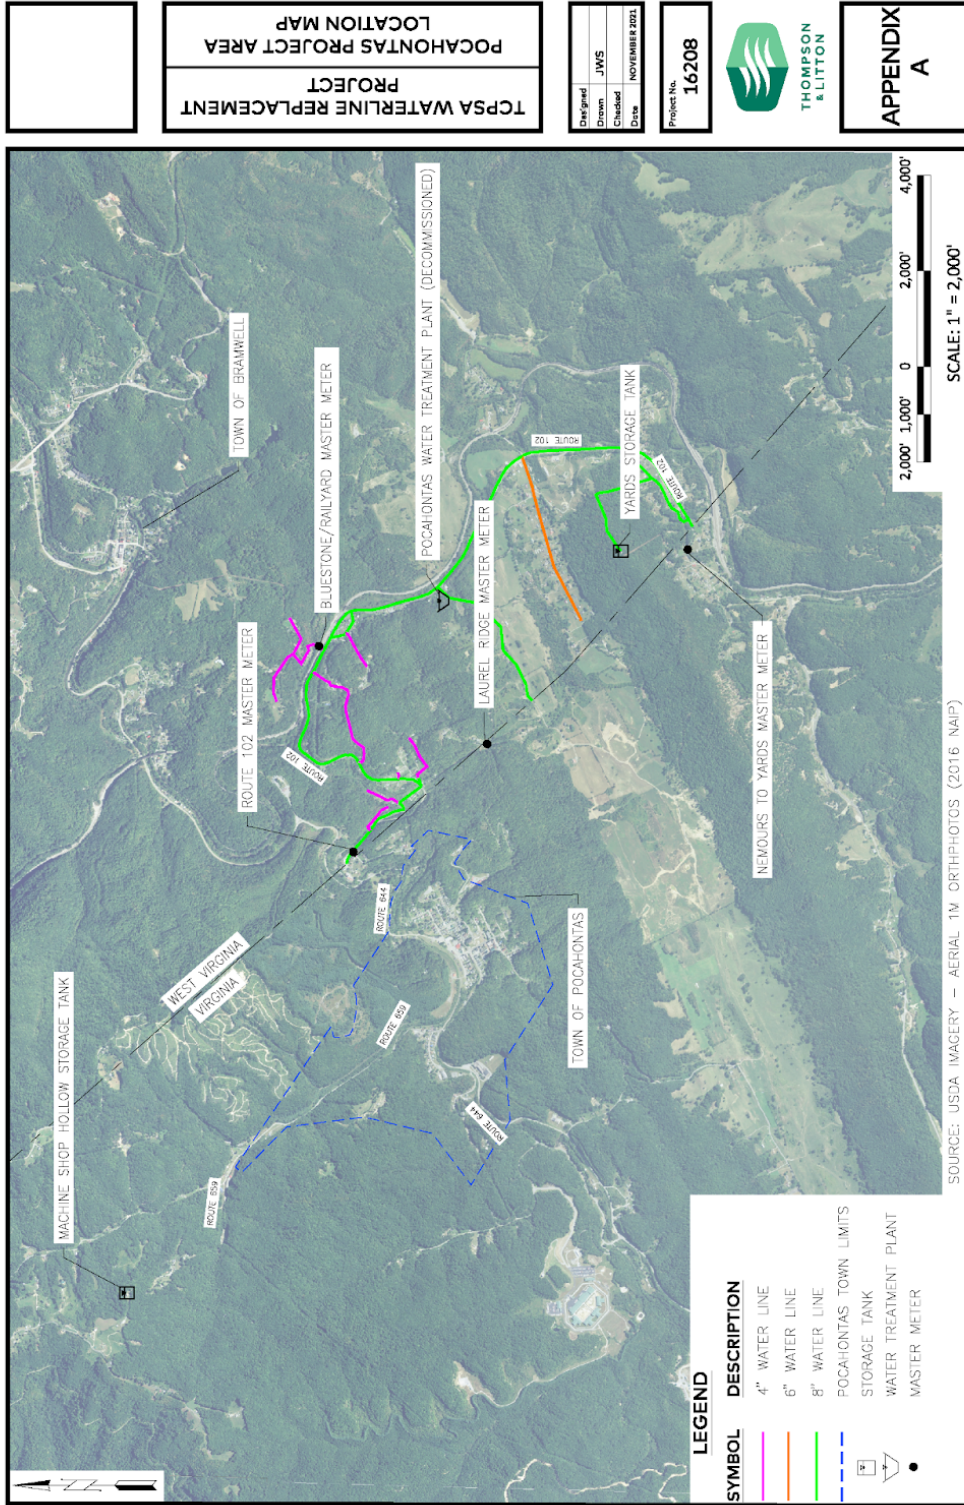 TCPSA WATERLINE REPLACEMENT
PROJECT
POCAHONTAS PROJECT AREA
LOCATION MAP
Designed
Drawn JWS
Checked
Date NOVEMBER 2021
Project No.
16208
THOMPSON
& LITTON
APPENDIX
A
MACHINE SHOP HOLLOW STORAGE TANK
WEST VIRGINIA
VIRGINIA
ROUTE 659
ROUTE 659
ROUTE 644
ROUTE 644
TOWN OF POCAHONTAS
ROUTE 102 MASTER METER
ROUTE 102
BLUESTONE/RAILYARD MASTER METER
TOWN OF BRAMWELL
POCAHONTAS WATER TREATMENT PLANT (DECOMMISSIONED)
LAUREL RIDGE MASTER METER
ROUTE 102
YARDS STORAGE TANK
ROUTE 102
NEMOURS TO YARDS MASTER METER
LEGEND
SYMBOL DESCRIPTION
4" WATER LINE
6" WATER LINE
8" WATER LINE
POCAHONTAS TOWN LIMITS
STORAGE TANK
WATER TREATMENT PLANT
MASTER METER
SOURCE: USDA IMAGERY – AERIAL 1M ORTHPHOTOS (2016 NAIP)
2,000' 1,000' 0 2,000' 4,000'
SCALE: 1" = 2,000'